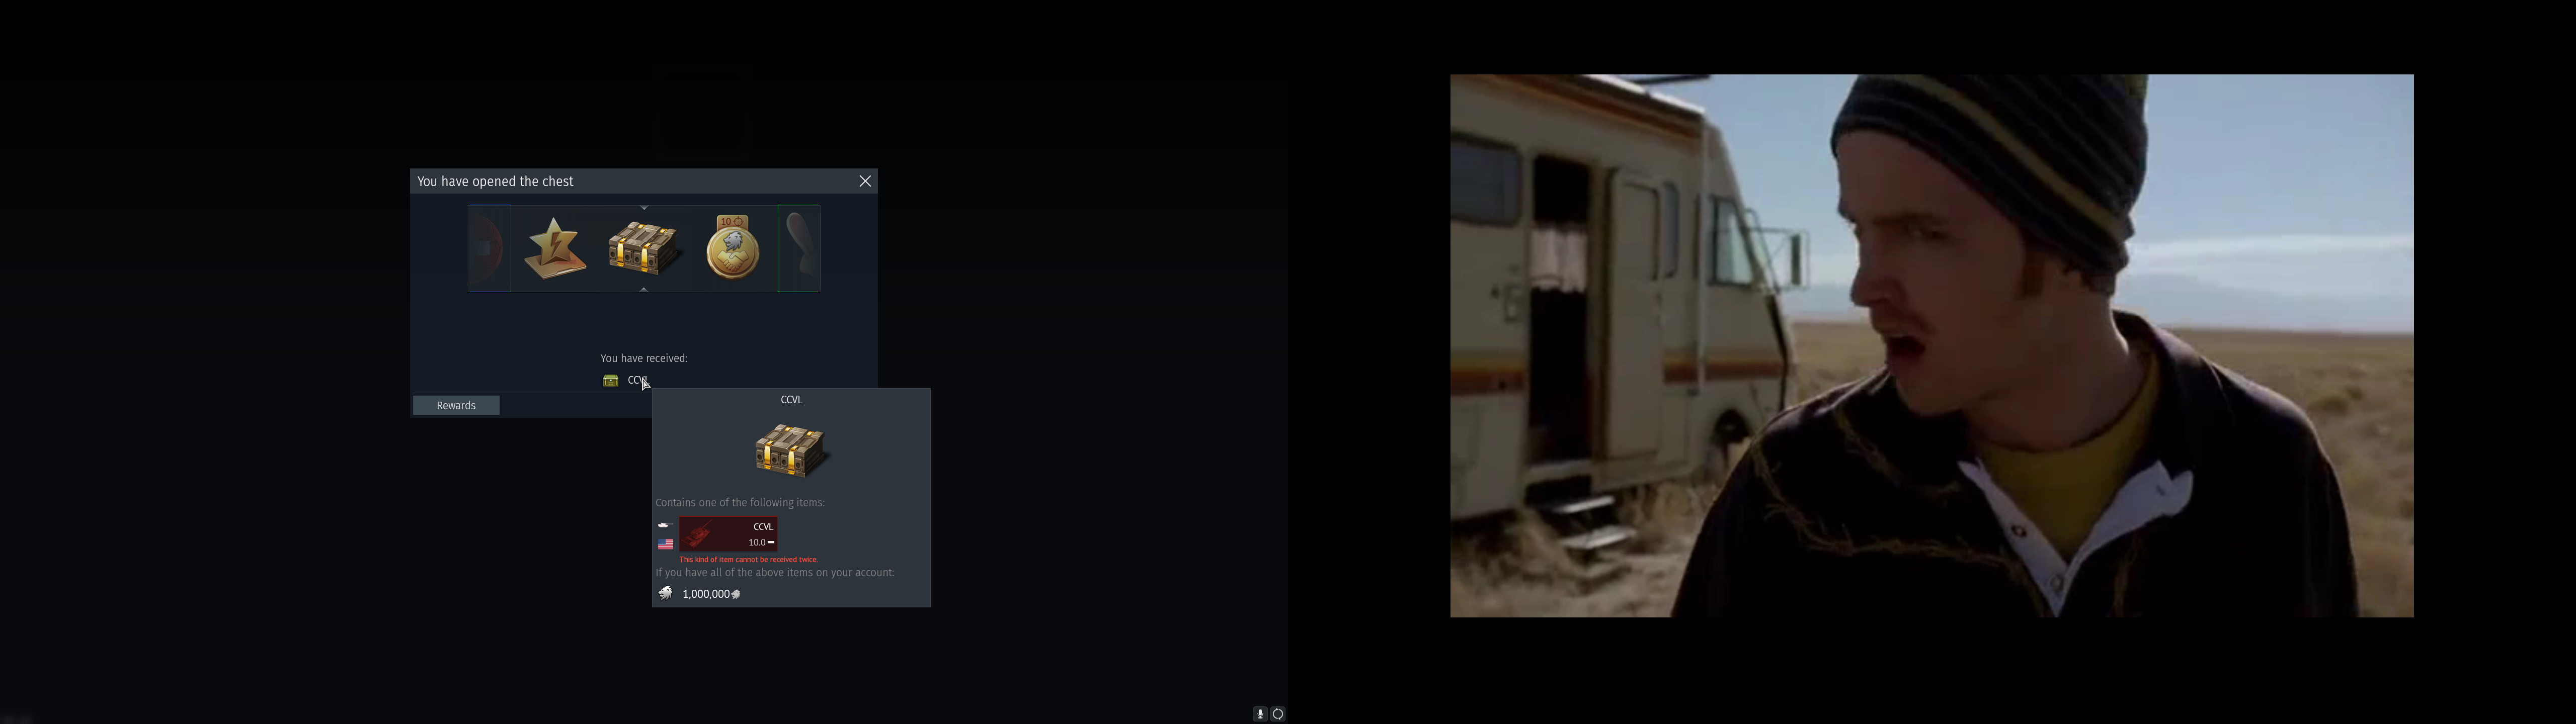 You have opened the chest
10
You have received:
Rewards
CCVL
Contains one of the following items:
CCVL
10.0
This kind of item cannot be received twice.
If you have all of the above items on your account:
1,000,000